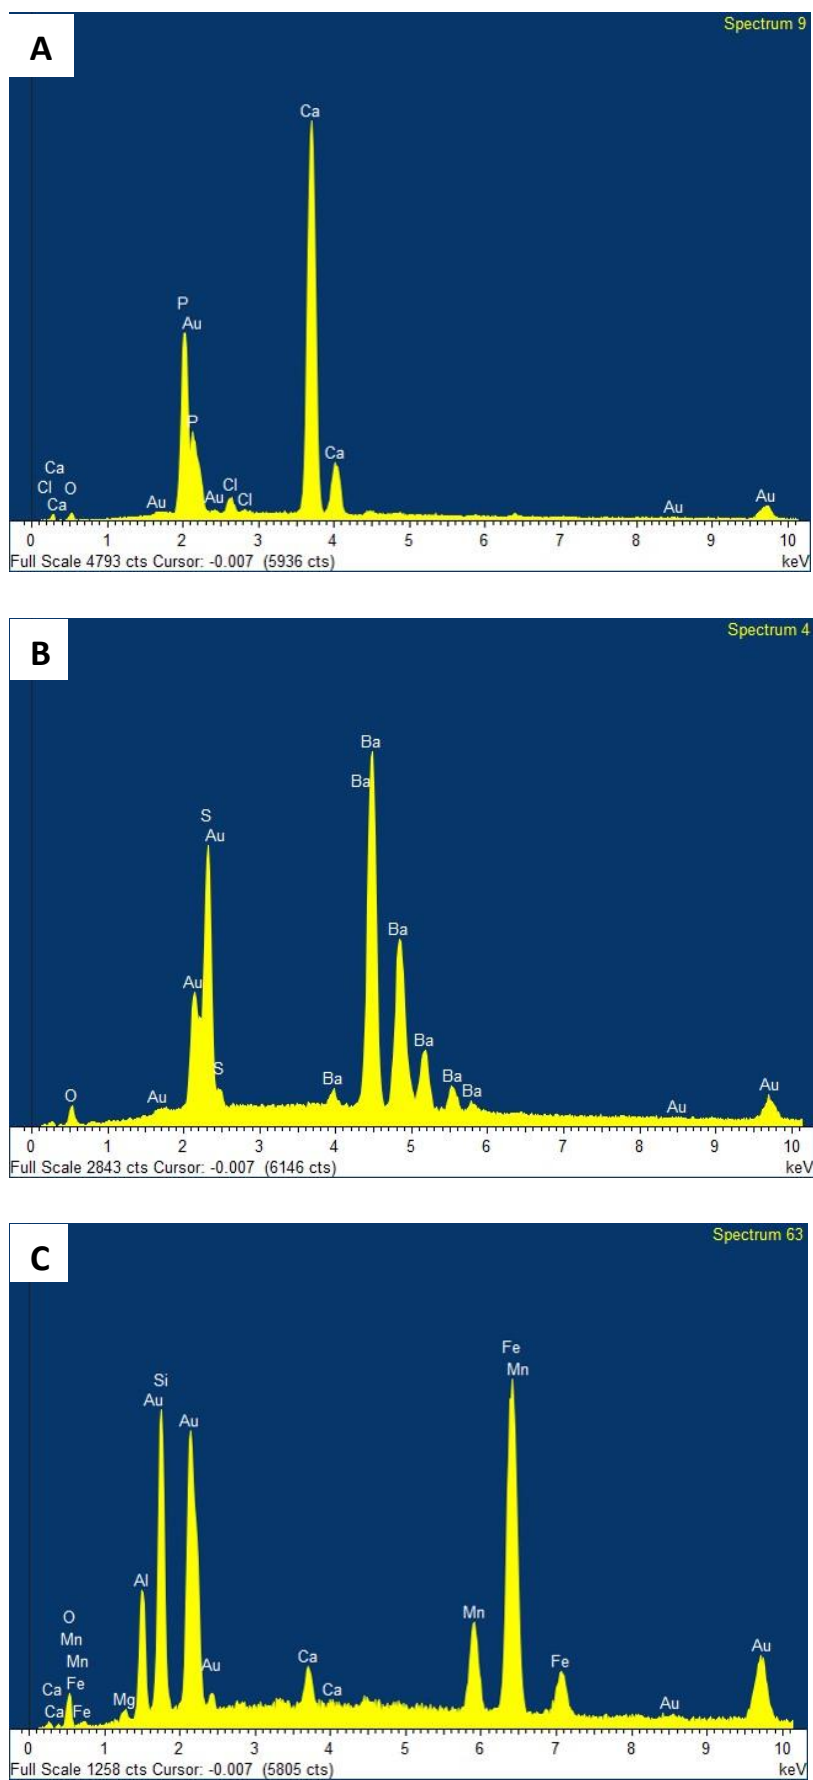 A
Spectrum 9
Ca
P
Au
P
Ca
Ca
Cl O
Ca
Au
Au
Cl
Cl
Au
Au
0 1 2 3 4 5 6 7 8 9 10
Full Scale 4793 cts Cursor: -0.007 (5936 cts) keV
B
Spectrum 4
Ba
Ba
S
Au
Ba
Au
Ba
S
Ba
Ba
Ba
O
Au
Au
Au
0 1 2 3 4 5 6 7 8 9 10
Full Scale 2843 cts Cursor: -0.007 (6146 cts) keV
C
Spectrum 63
Fe
Mn
Si
Au
Au
Al
O
Mn
Mn
Mn
Ca
Fe
Ca
Fe
Mg
Au
Ca
Ca
Fe
Au
Au
0 1 2 3 4 5 6 7 8 9 10
Full Scale 1258 cts Cursor: -0.007 (5805 cts) keV